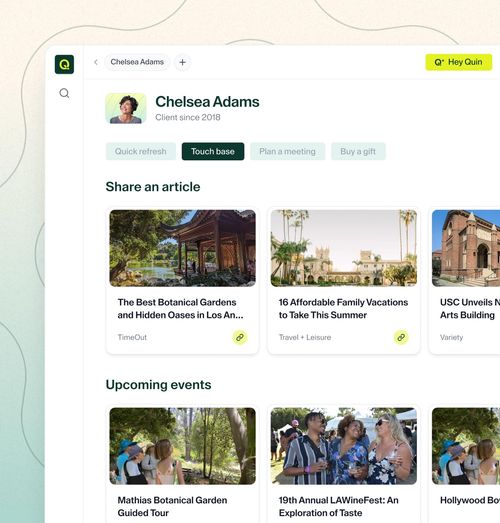 Chelsea Adams
Q+ Hey Quin
Chelsea Adams
Client since 2018
Quick refresh
Touch base
Plan a meeting
Buy a gift
Share an article
The Best Botanical Gardens
and Hidden Oases in Los An...
TimeOut
16 Affordable Family Vacations
to Take This Summer
Travel + Leisure
USC Unveils N
Arts Building
Variety
Upcoming events
Mathias Botanical Garden
Guided Tour
19th Annual LAWineFest: An
Exploration of Taste
Hollywood Bo